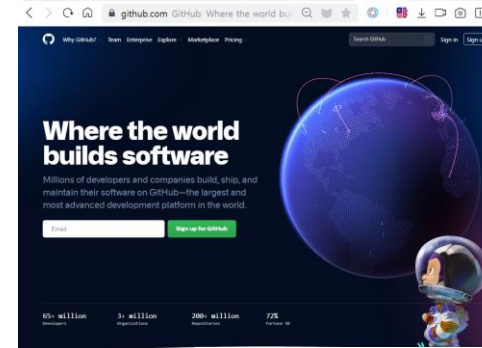 github.com GitHub: Where the world bui
Why GitHub? Team Enterprise Explore Marketplace Pricing
Search GitHub
Sign in
Sign u
Where the world
builds software
Millions of developers and companies build, ship, and
maintain their software on GitHub—the largest and
most advanced development platform in the world.
Email
Sign up for GitHub
65+ million
Developers
3+ million
Organizations
200+ million
Repositories
72%
Fortune 50